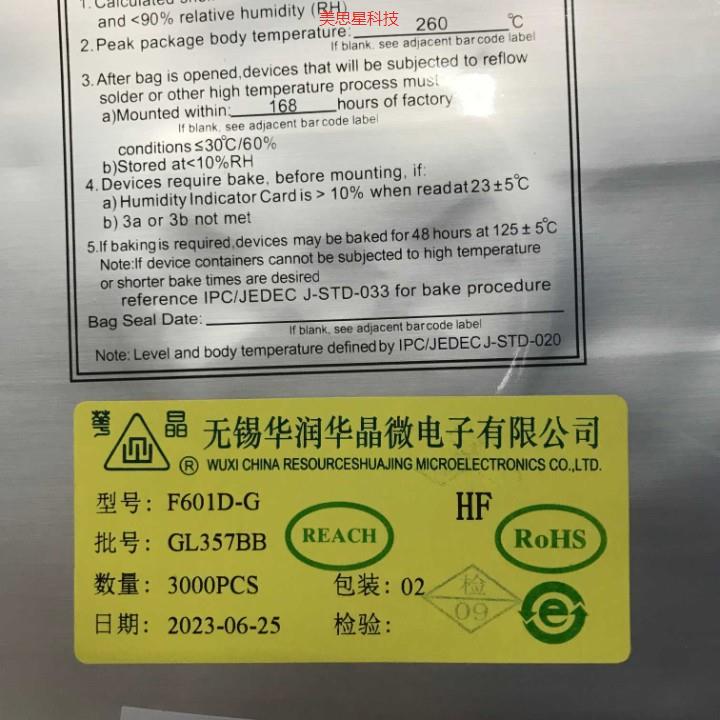 美思星科技
1. Calculated
and <90% relative humidity (RH)
2. Peak package body temperature: 260 °C
If blank, see adjacent bar code label
3. After bag is opened, devices that will be subjected to reflow
solder or other high temperature process must
a) Mounted within: 168 hours of factory
If blank, see adjacent bar code label
conditions ≤30℃/60%
b) Stored at <10%RH
4. Devices require bake, before mounting, if:
a) Humidity Indicator Card is > 10% when read at 23±5℃
b) 3a or 3b not met
5. If baking is required, devices may be baked for 48 hours at 125 ± 5℃
Note: If device containers cannot be subjected to high temperature
or shorter bake times are desired
reference IPC/JEDEC J-STD-033 for bake procedure
Bag Seal Date:
If blank, see adjacent bar code label
Note: Level and body temperature defined by IPC/JEDEC J-STD-020
華 晶 ® 无锡华润华晶微电子有限公司
WUXI CHINA RESOURCESHUAJING MICROELECTRONICS CO.,LTD.
型号: F601D-G HF
批号: GL357BB REACH RoHS
数量: 3000PCS 包装: 02 检 09
日期: 2023-06-25 检验: e